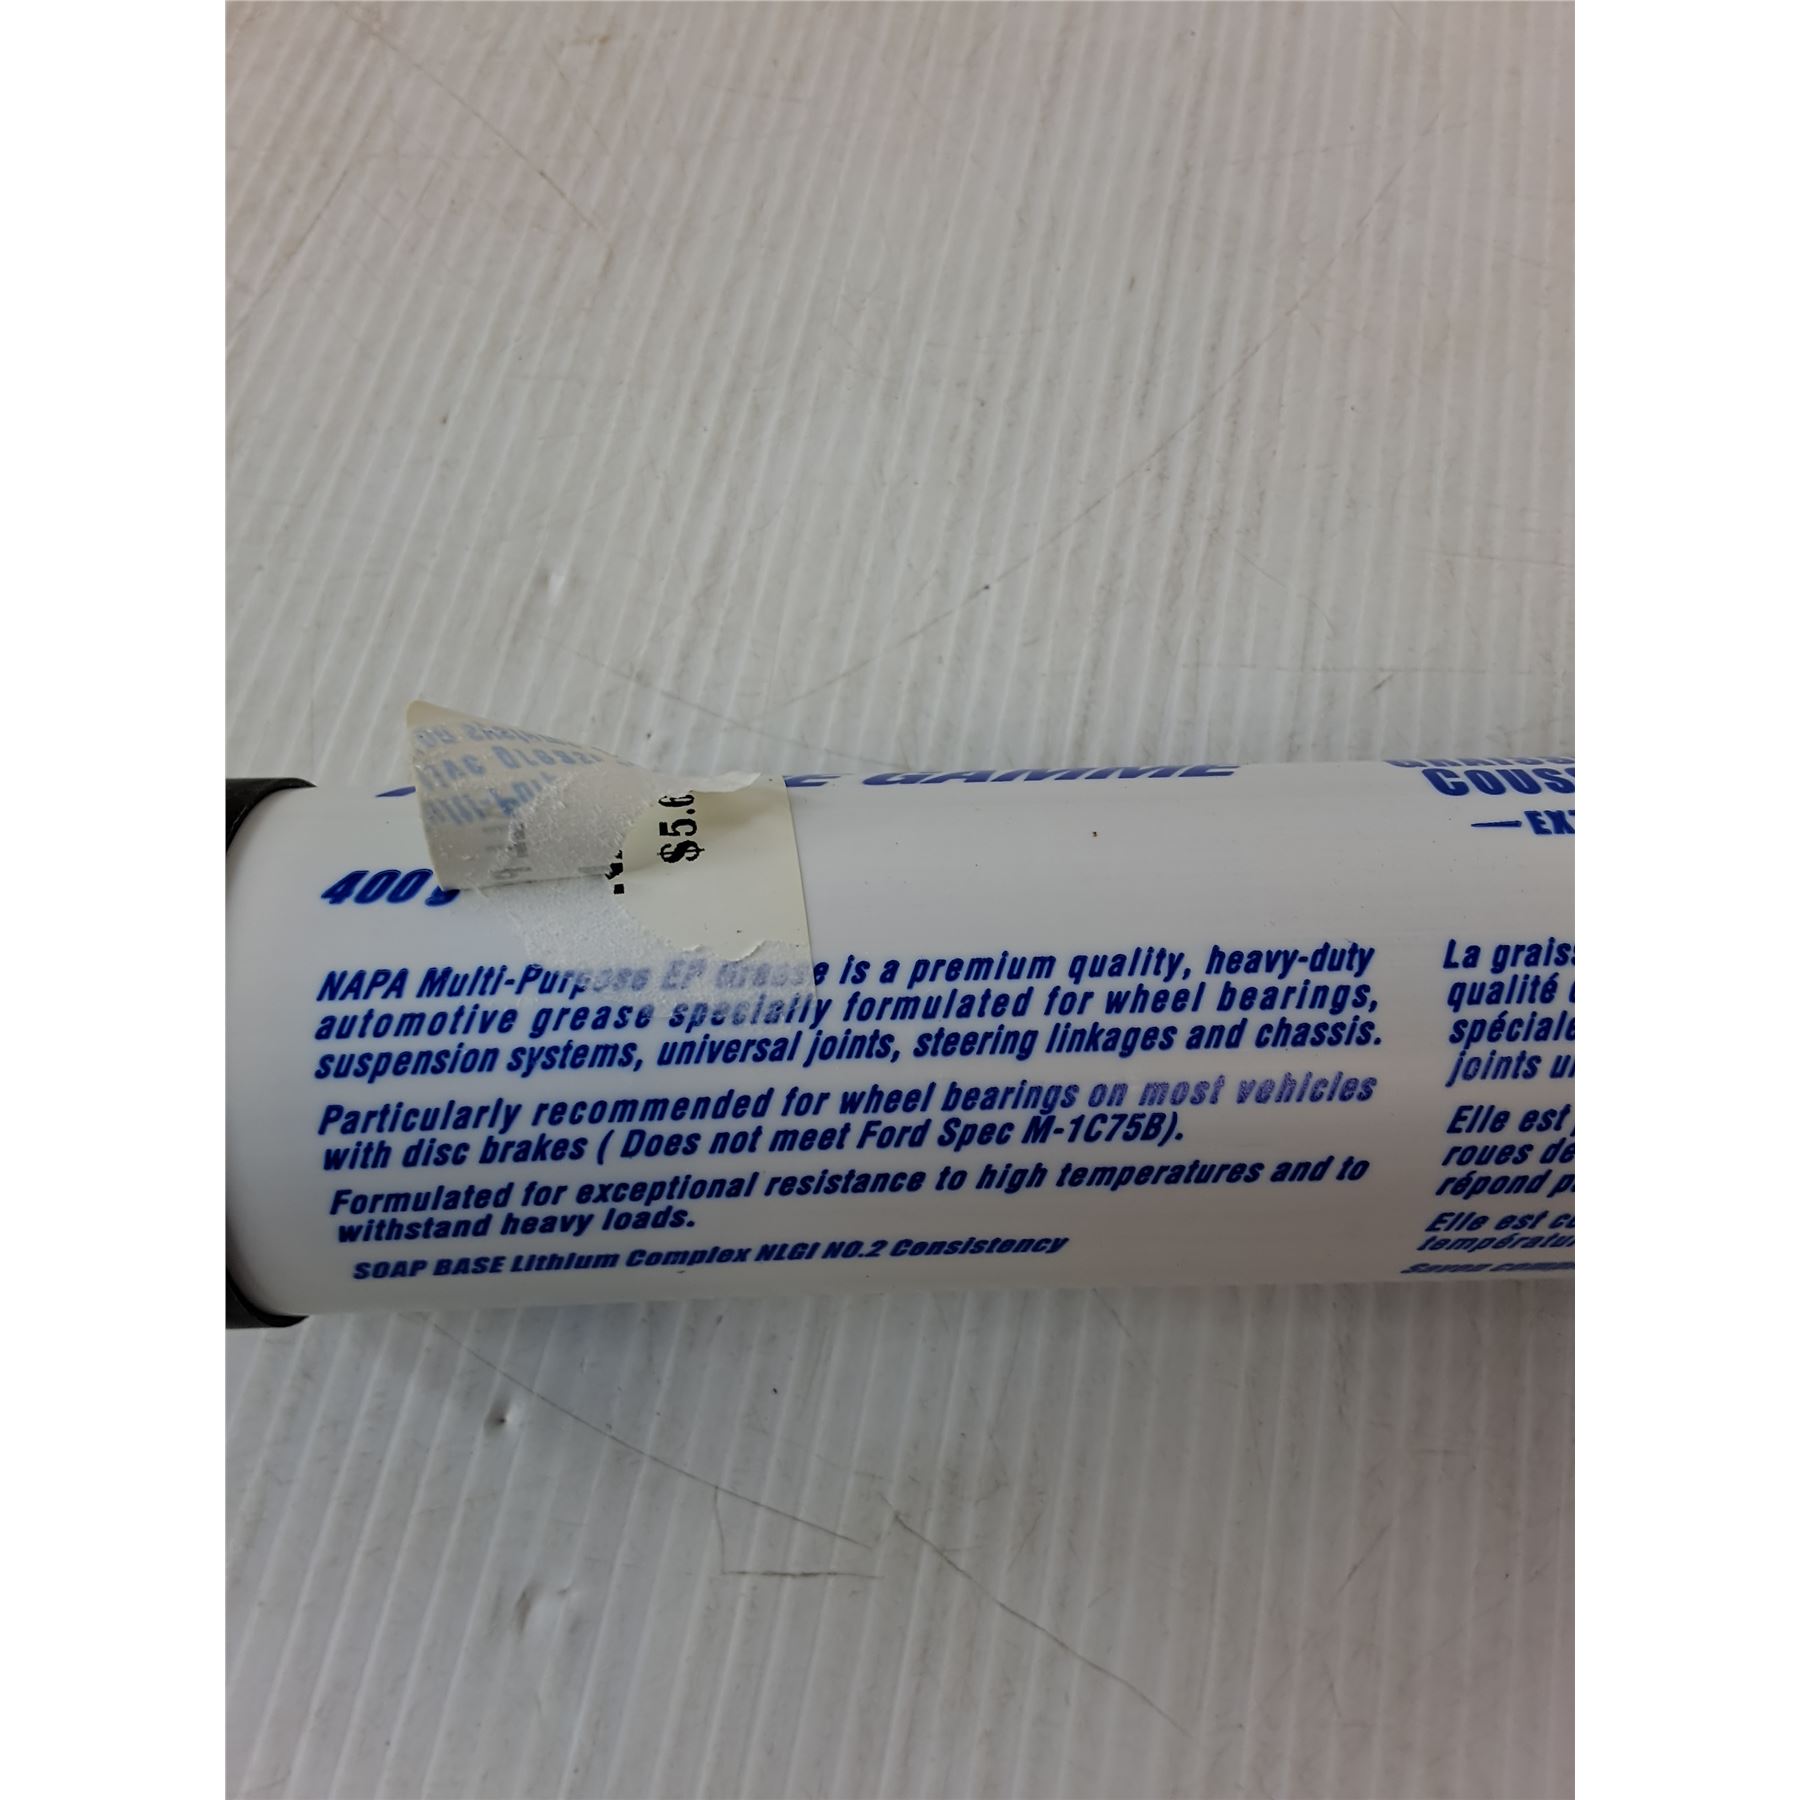 GAMME
400 g
$5.6
NAPA Multi-Purpose EP Grease is a premium quality, heavy-duty
automotive grease specially formulated for wheel bearings,
suspension systems, universal joints, steering linkages and chassis.
Particularly recommended for wheel bearings on most vehicles
with disc brakes ( Does not meet Ford Spec M-1C75B).
Formulated for exceptional resistance to high temperatures and to
withstand heavy loads.
SOAP BASE Lithium Complex NLGI NO.2 Consistency
COUS
—EX
La grais
qualité
spéciale
joints u
Elle est
roues de
répond p
Elle est c
températu
Savon comp